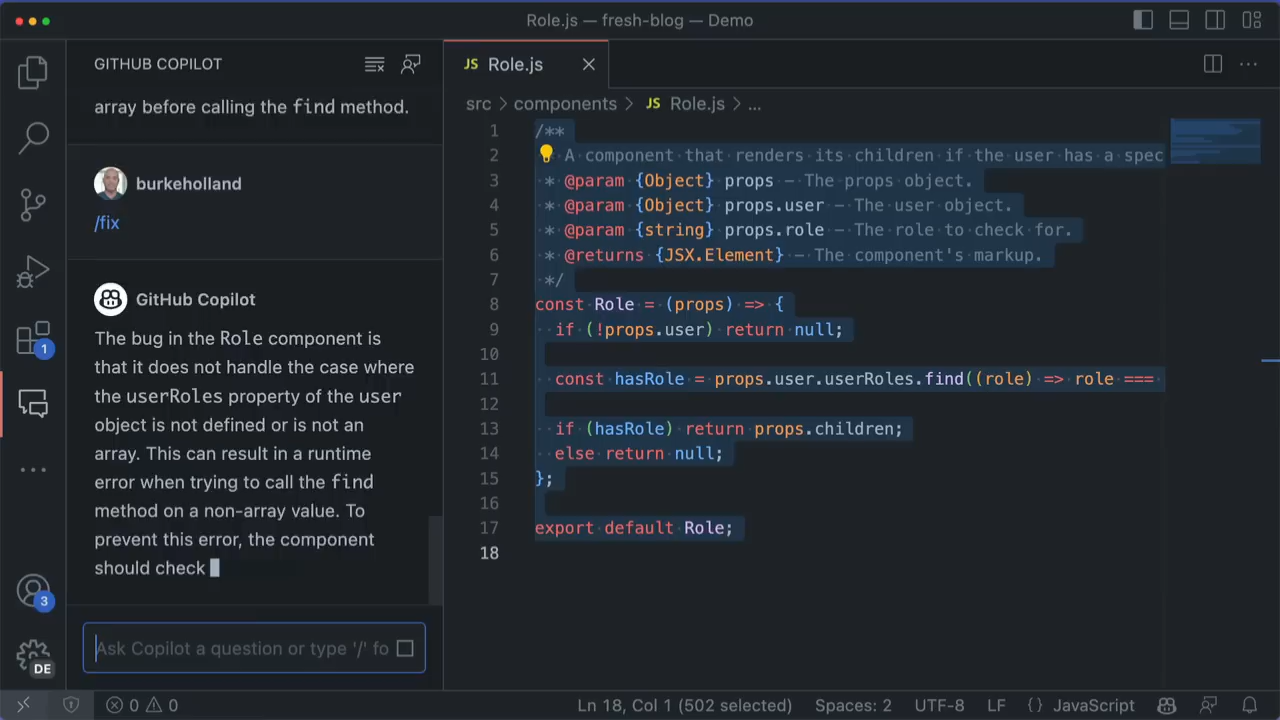 Role.js — fresh-blog — Demo
GITHUB COPILOT
array before calling the find method.
burkeholland
/fix
GitHub Copilot
The bug in the Role component is
that it does not handle the case where
the userRoles property of the user
object is not defined or is not an
array. This can result in a runtime
error when trying to call the find
method on a non-array value. To
prevent this error, the component
should check
Ask Copilot a question or type '/' fo
1
3
DE
JS Role.js
src > components > JS Role.js > ...
1 /**
2 A component that renders its children if the user has a spec
3 * @param {Object} props – The props object.
4 * @param {Object} props.user – The user object.
5 * @param {string} props.role – The role to check for.
6 * @returns {JSX.Element} – The component's markup.
7 */
8 const Role = (props) => {
9 if (!props.user) return null;
10
11 const hasRole = props.user.userRoles.find((role) => role ===
12
13 if (hasRole) return props.children;
14 else return null;
15 };
16
17 export default Role;
18
0 0
Ln 18, Col 1 (502 selected) Spaces: 2 UTF-8 LF {} JavaScript